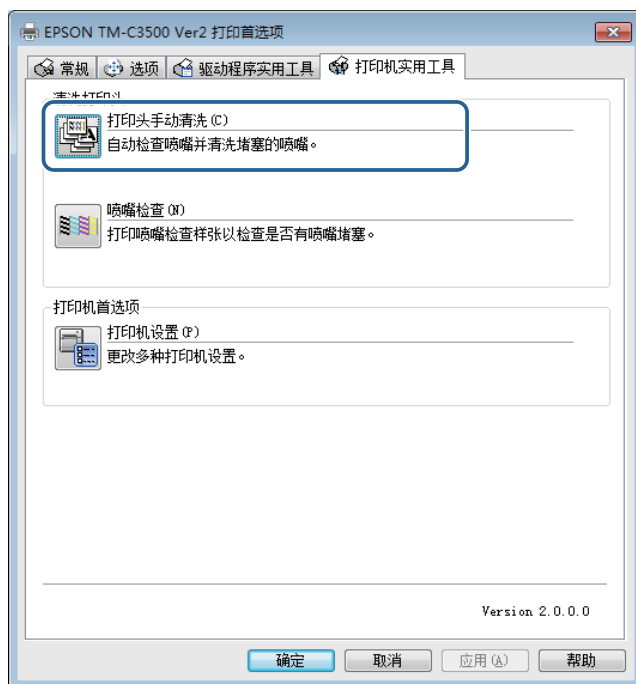 EPSON TM-C3500 Ver2 打印首选项
常规 选项 驱动程序实用工具 打印机实用工具
清洗打印头
打印头手动清洗(C)
自动检查喷嘴并清洗堵塞的喷嘴。
喷嘴检查(N)
打印喷嘴检查样张以检查是否有喷嘴堵塞。
打印机首选项
打印机设置(P)
更改多种打印机设置。
Version 2.0.0.0
确定 取消 应用(A) 帮助